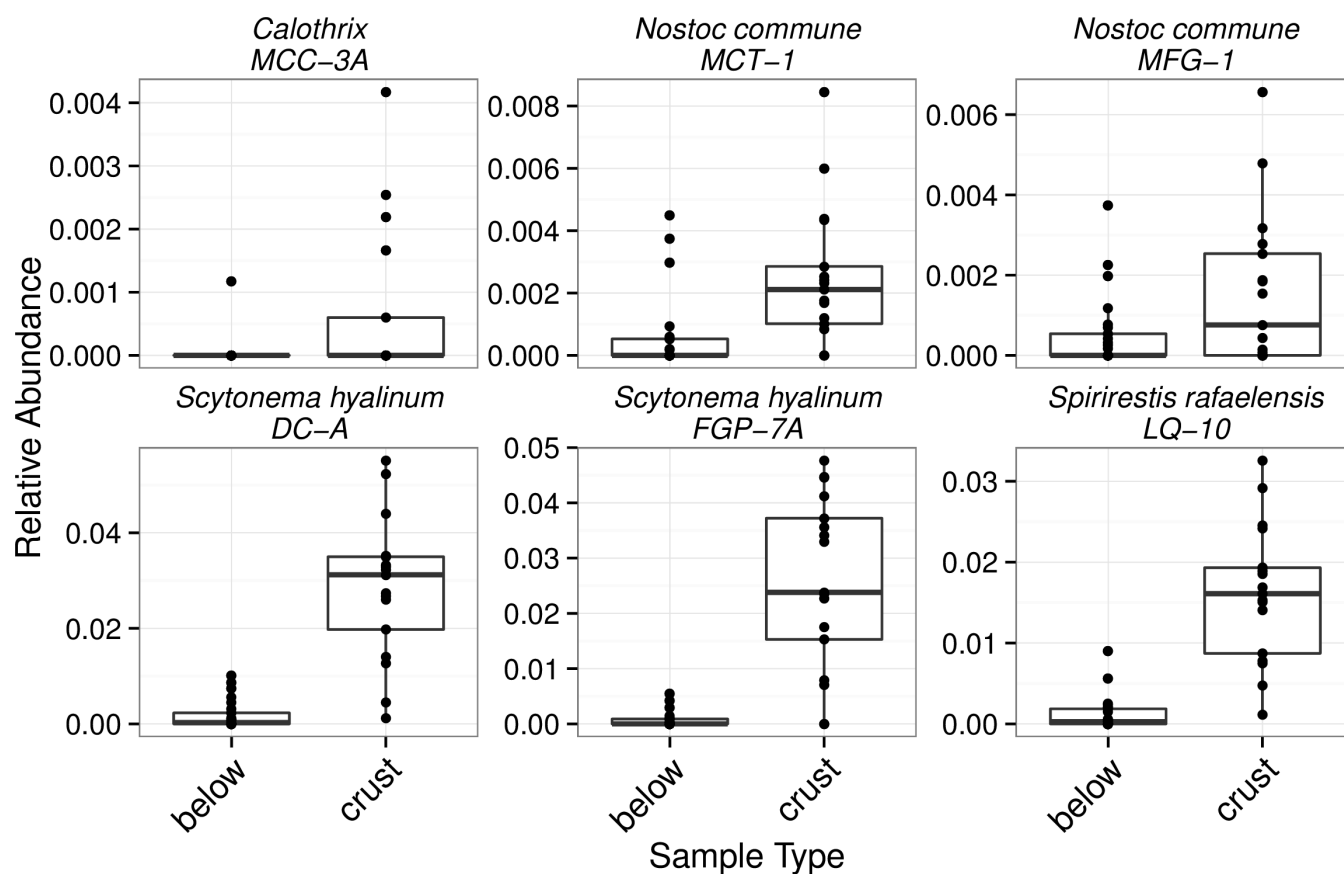 Calothrix
MCC−3A
Nostoc commune
MCT−1
Nostoc commune
MFG−1
0.004
0.003
0.002
0.001
0.000
0.008
0.006
0.004
0.002
0.000
0.006
0.004
0.002
0.000
Relative Abundance
Scytonema hyalinum
DC−A
Scytonema hyalinum
FGP−7A
Spirirestis rafaelensis
LQ−10
0.04
0.02
0.00
0.05
0.04
0.03
0.02
0.01
0.00
0.03
0.02
0.01
0.00
below
crust
below
crust
below
crust
Sample Type